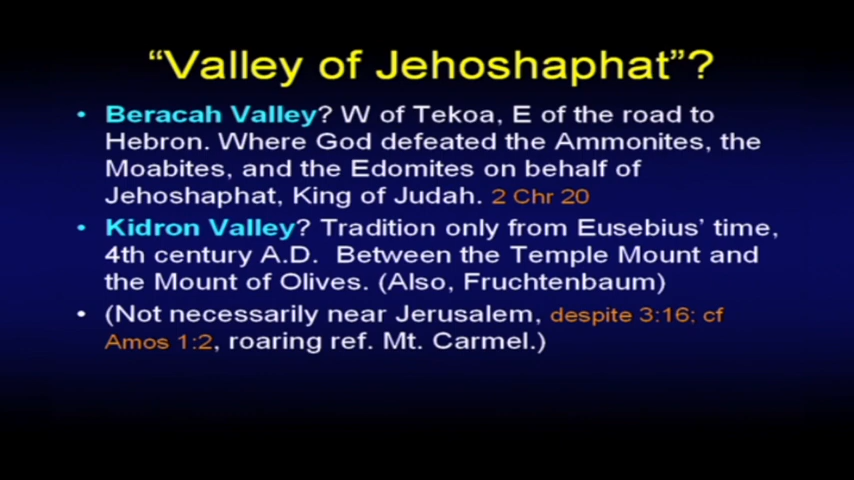 “Valley of Jehoshaphat”?
• Beracah Valley? W of Tekoa, E of the road to
Hebron. Where God defeated the Ammonites, the
Moabites, and the Edomites on behalf of
Jehoshaphat, King of Judah. 2 Chr 20
• Kidron Valley? Tradition only from Eusebius’ time,
4th century A.D. Between the Temple Mount and
the Mount of Olives. (Also, Fruchtenbaum)
• (Not necessarily near Jerusalem, despite 3:16; cf
Amos 1:2, roaring ref. Mt. Carmel.)